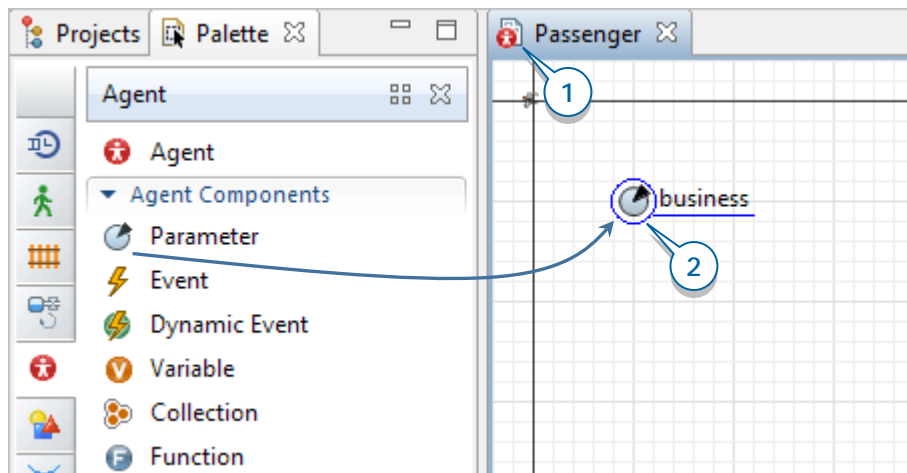 Projects Palette
Passenger
1
Agent
Agent
Agent Components
business
Parameter
2
Event
Dynamic Event
Variable
Collection
Function